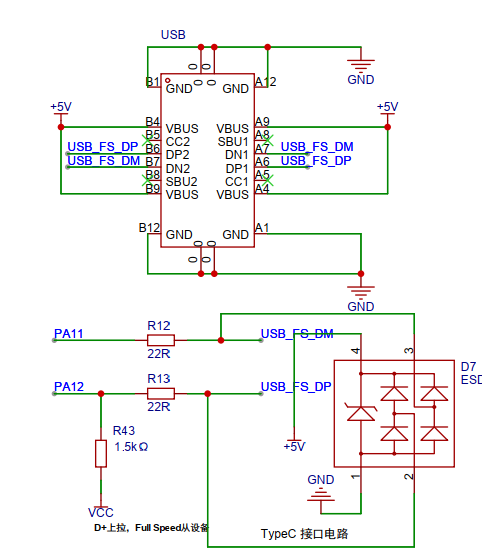 USB
0 0
B1 GND GND A12
GND
+5V +5V
B4 VBUS VBUS A9
B5 CC2 SBU1 A8
USB_FS_DP B6 DP2 DN1 A7 USB_FS_DM
USB_FS_DM B7 DN2 DP1 A6 USB_FS_DP
B8 SBU2 CC1 A5
B9 VBUS VBUS A4
B12 GND GND A1
0 0
GND
PA11 R12 USB_FS_DM
22R
4 3
D7
ESD
PA12 R13 USB_FS_DP
22R
R43
1.5kΩ
+5V
GND
1 2
VCC
D+上拉，Full Speed从设备
TypeC 接口电路